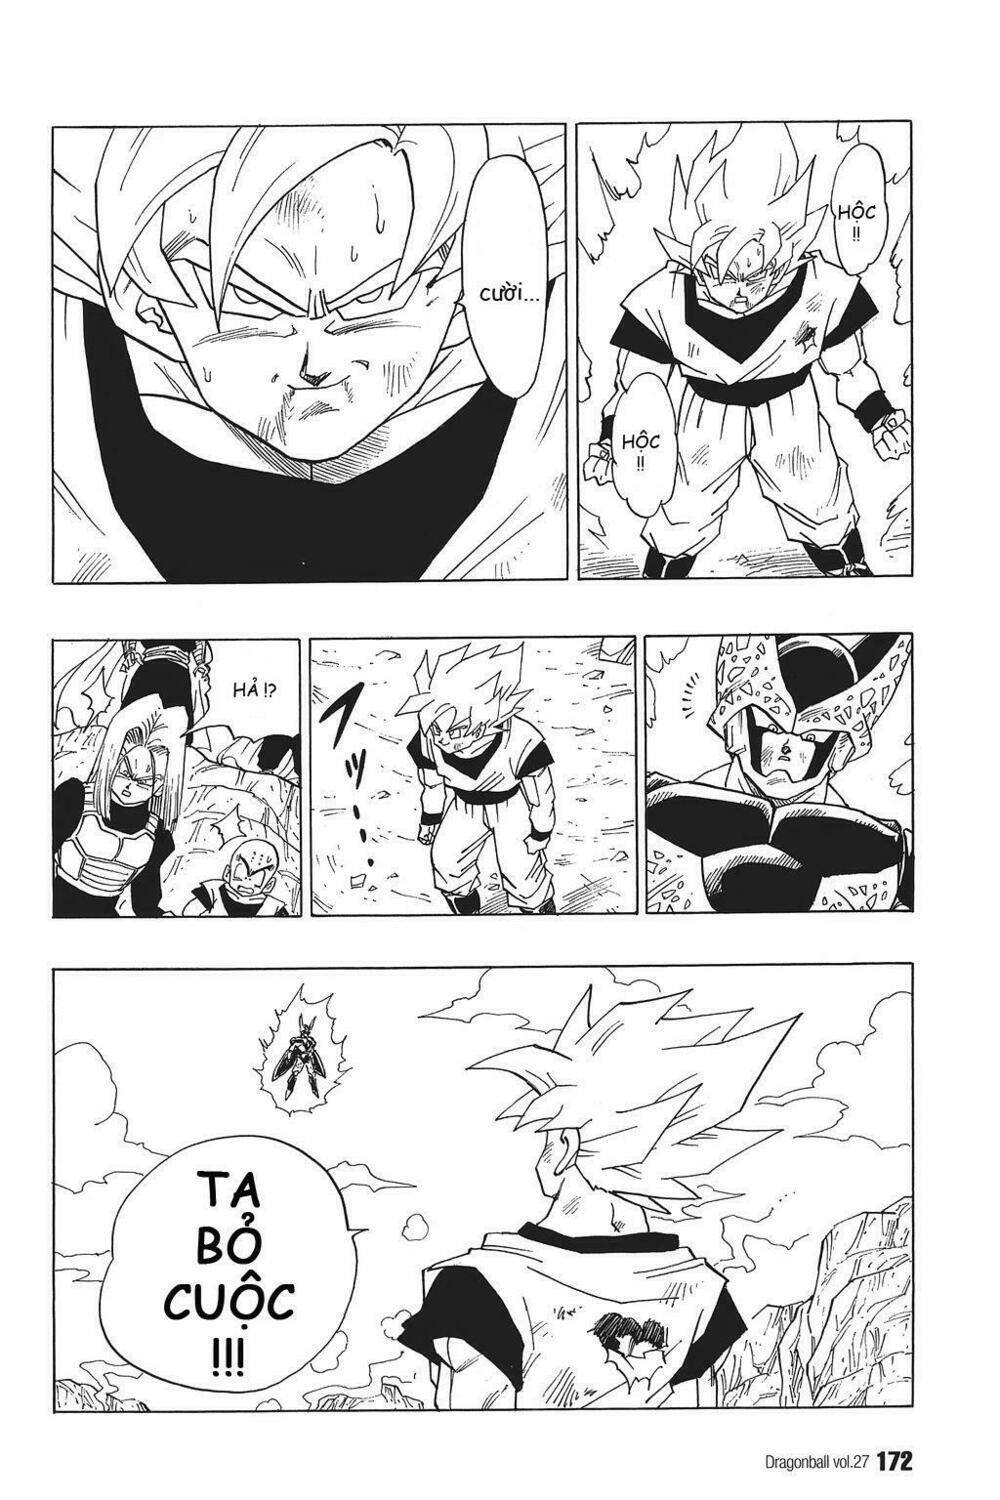 HỘC
!!
HỘC
!!
cười...
HẢ !?
TA
BỎ
CUỘC
!!!
Dragonball vol.27 172